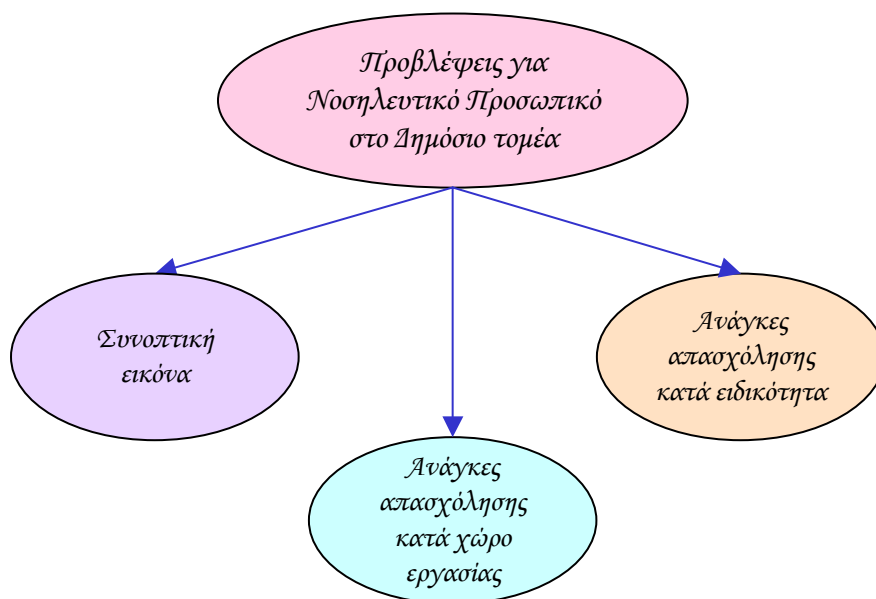 Προβλέψεις για
Νοσηλευτικό Προσωπικό
στο Δημόσιο τομέα
Συνοπτική
εικόνα
Ανάγκες
απασχόλησης
κατά ειδικότητα
Ανάγκες
απασχόλησης
κατά χώρο
εργασίας